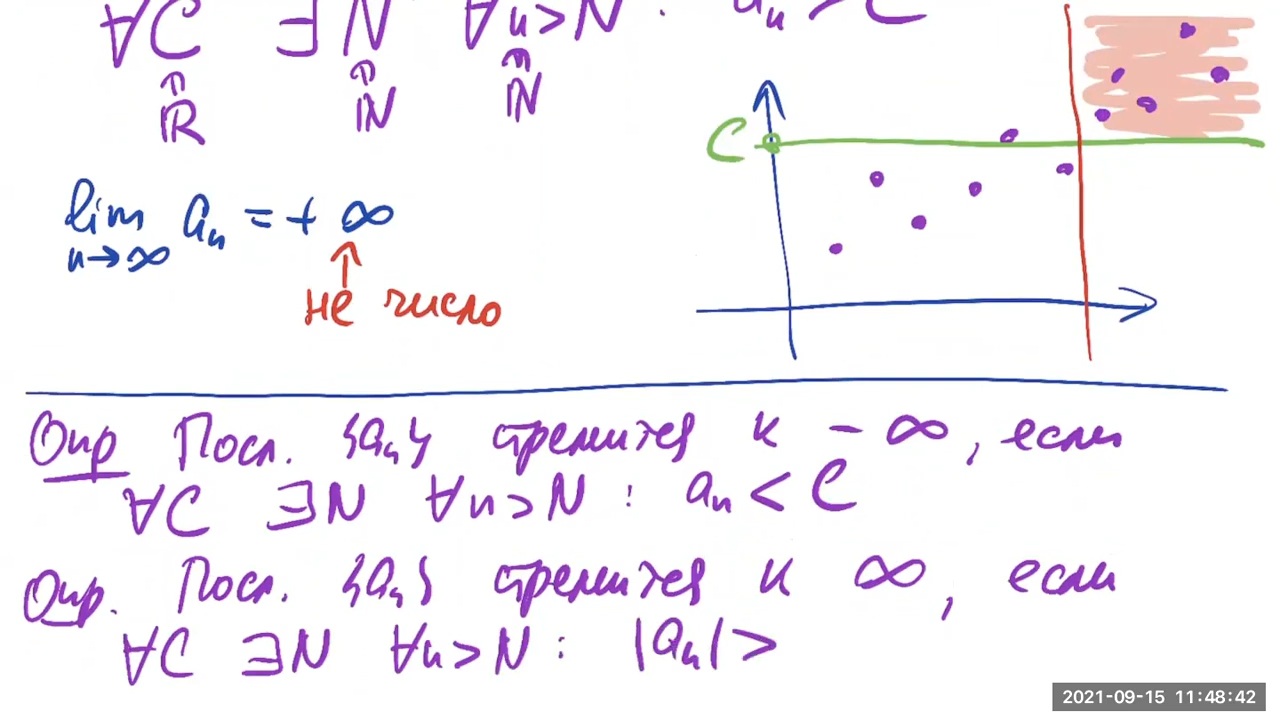 ∀C ∃N ∀n>N : aₙ > C
∈ℝ ∈ℕ ∈ℕ
C
lim aₙ = + ∞
n→∞
не число
Опр Посл. {aₙ} стремится к − ∞, если
∀C ∃N ∀n>N : aₙ < C
Опр. Посл. {aₙ} стремится к ∞, если
∀C ∃N ∀n>N : |aₙ| >
2021-09-15 11:48:42